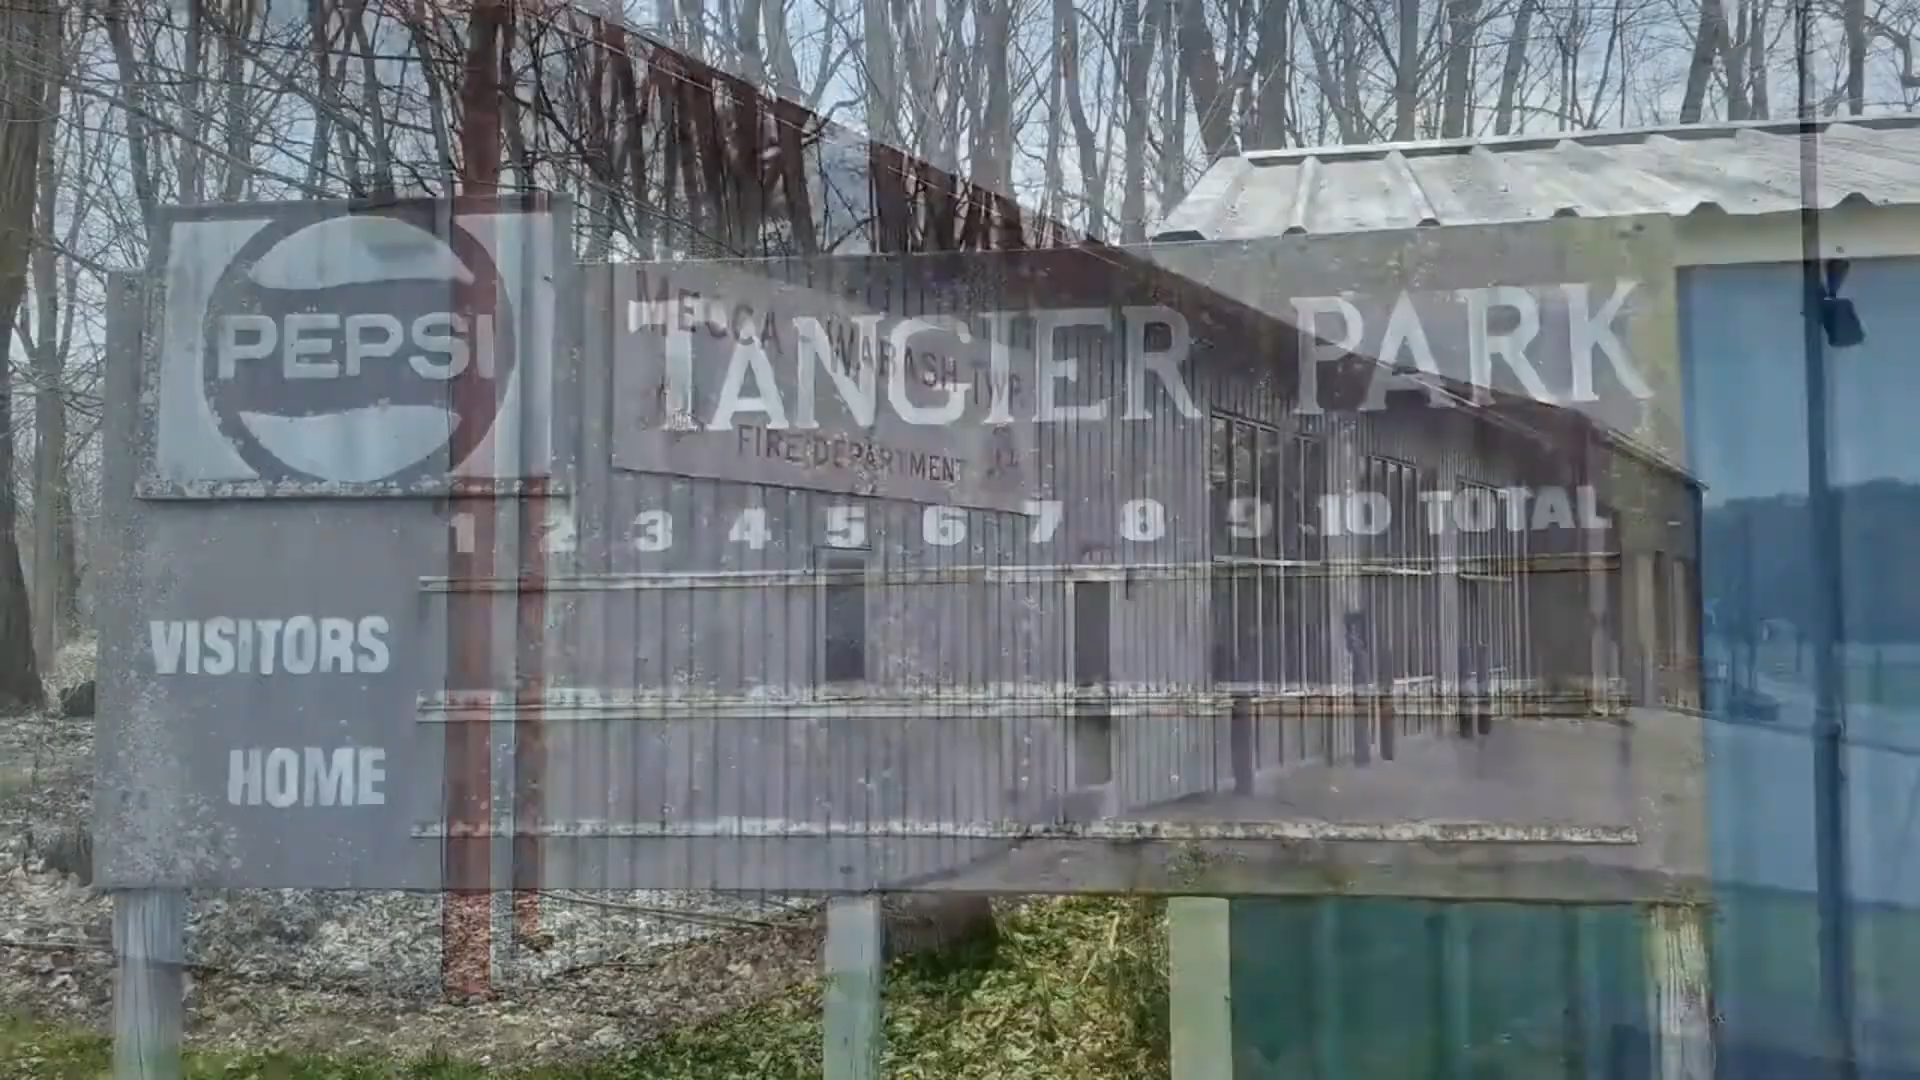 PEPSI
TANGIER PARK
MECCA WABASH TWP
FIRE DEPARTMENT
1 2 3 4 5 6 7 8 9 10 TOTAL
VISITORS
HOME